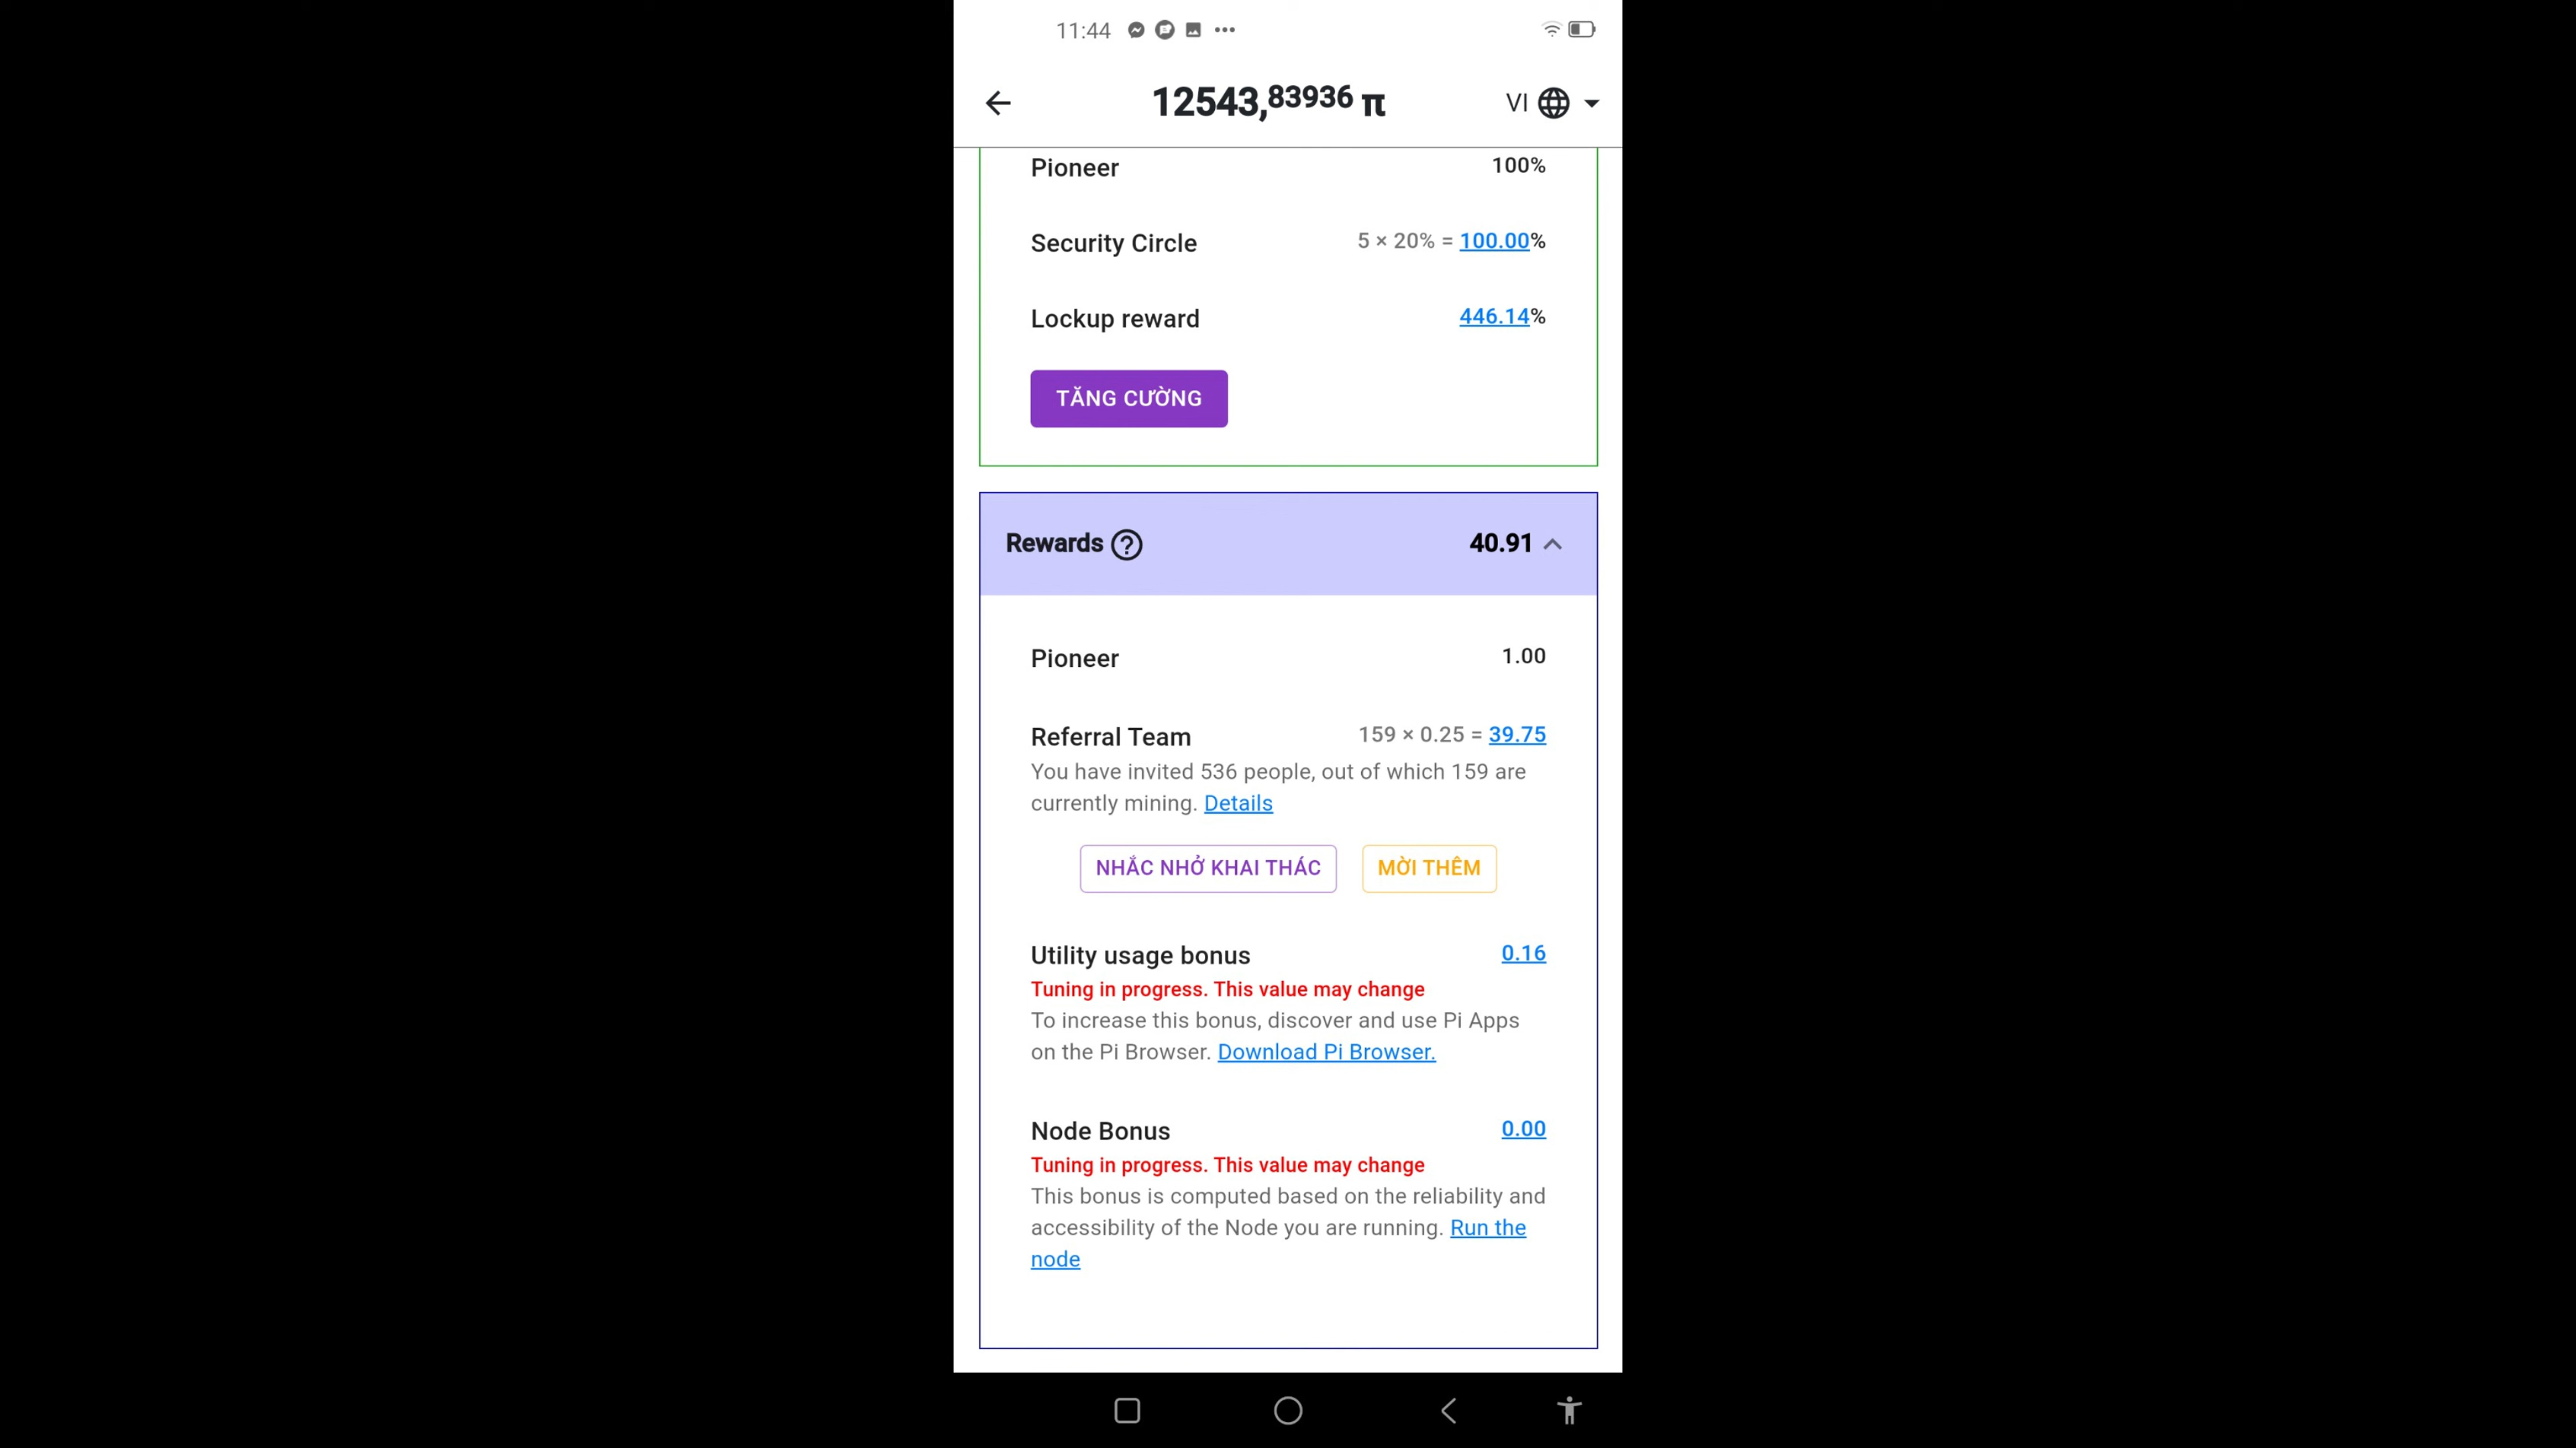 11:44
12543,83936 π
VI
Pioneer 100%
Security Circle 5 × 20% = 100.00%
Lockup reward 446.14%
TĂNG CƯỜNG
Rewards ? 40.91
Pioneer 1.00
Referral Team 159 × 0.25 = 39.75
You have invited 536 people, out of which 159 are
currently mining. Details
NHẮC NHỞ KHAI THÁC MỜI THÊM
Utility usage bonus 0.16
Tuning in progress. This value may change
To increase this bonus, discover and use Pi Apps
on the Pi Browser. Download Pi Browser.
Node Bonus 0.00
Tuning in progress. This value may change
This bonus is computed based on the reliability and
accessibility of the Node you are running. Run the
node